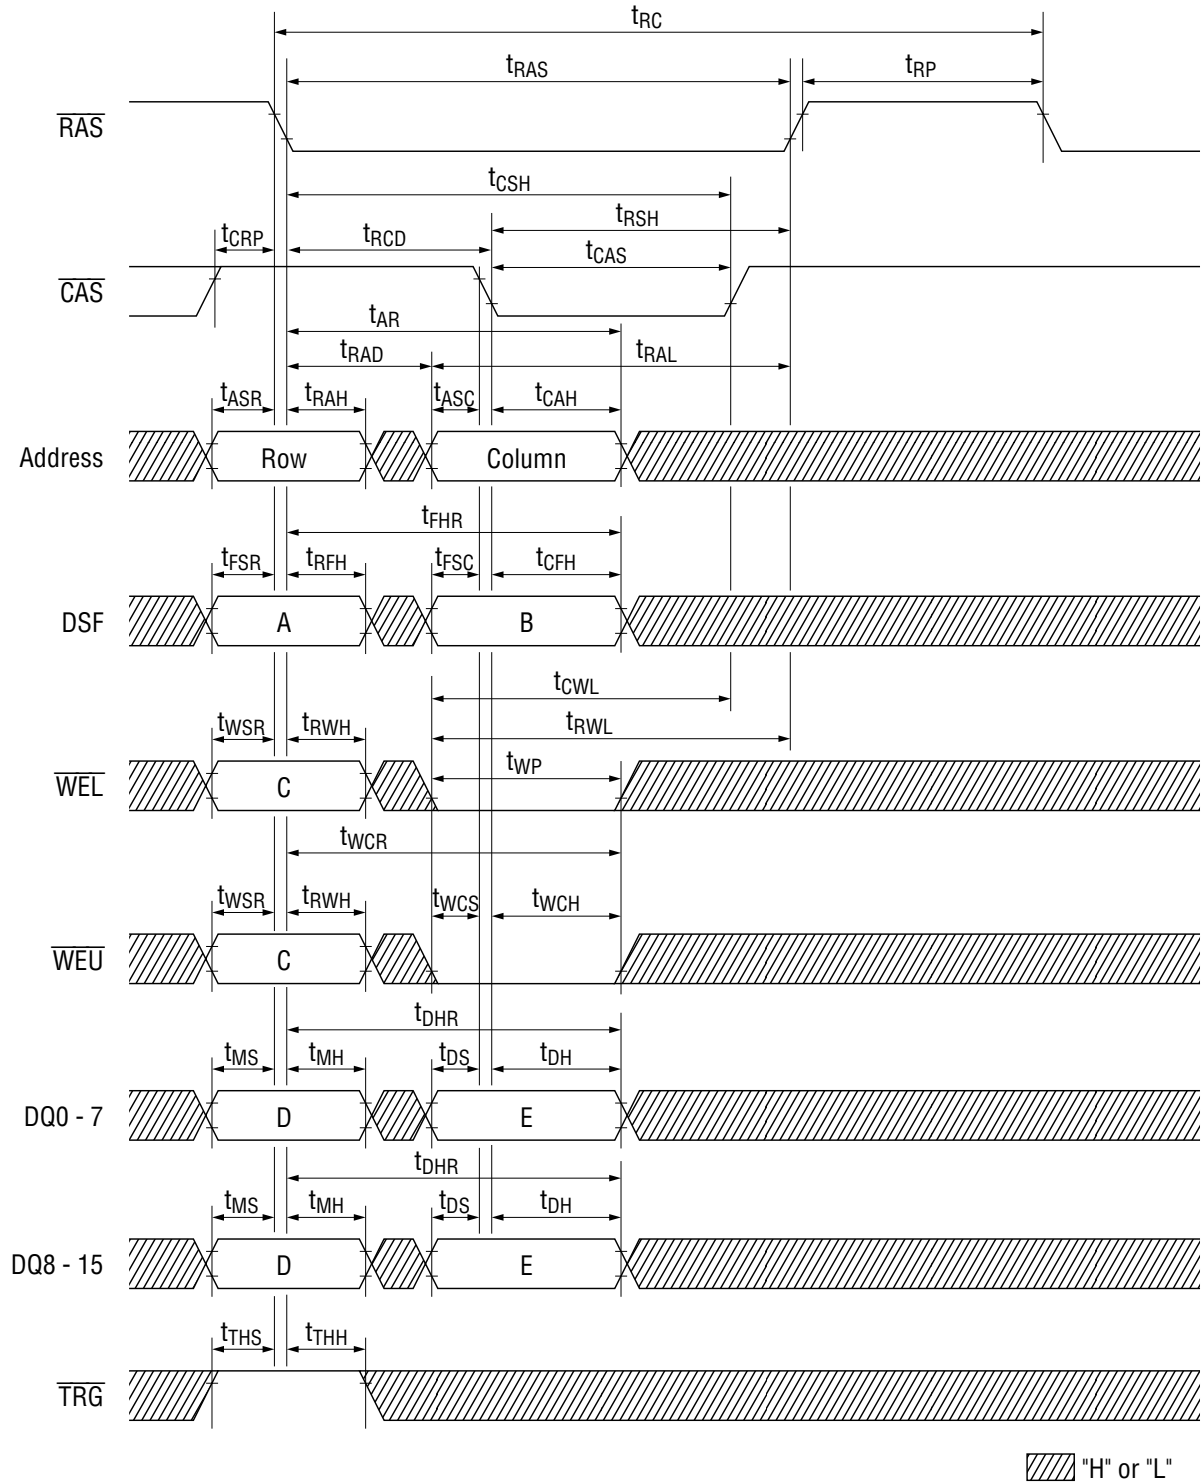 tRC
tRAS tRP
RAS
tCSH
tRSH
tCRP tRCD
tCAS
CAS
tAR
tRAD tRAL
tASR tRAH tASC tCAH
Address Row Column
tFHR
tFSR tRFH tFSC tCFH
DSF A B
tCWL
tWSR tRWH tRWL
tWP
WEL C
tWCR
tWSR tRWH tWCS tWCH
WEU C
tDHR
tMS tMH tDS tDH
DQ0 - 7 D E
tDHR
tMS tMH tDS tDH
DQ8 - 15 D E
tTHS tTHH
TRG
"H" or "L"